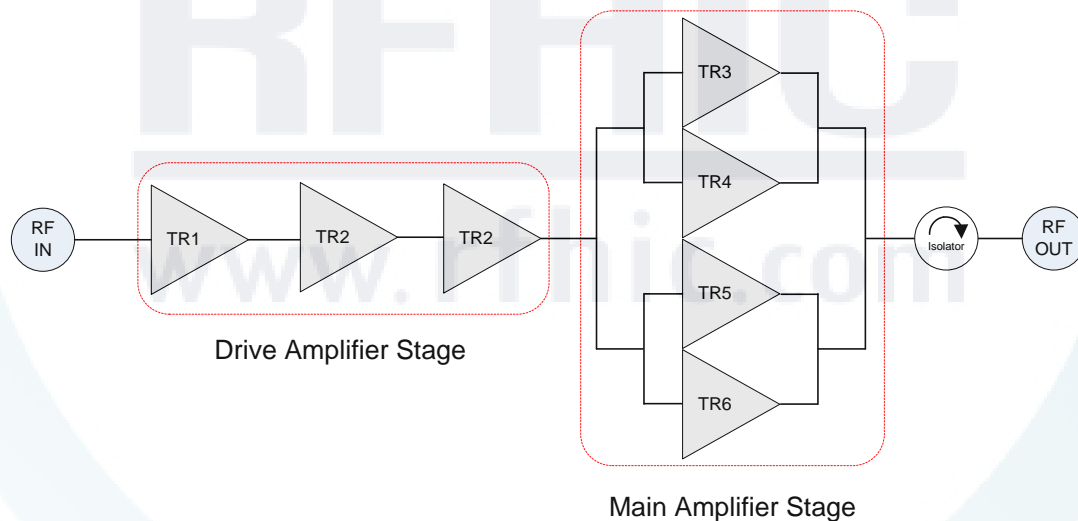 RFHIC
www.rfhic.com
RF
IN
TR1
TR2
TR2
Drive Amplifier Stage
TR3
TR4
TR5
TR6
Main Amplifier Stage
Isolator
RF
OUT